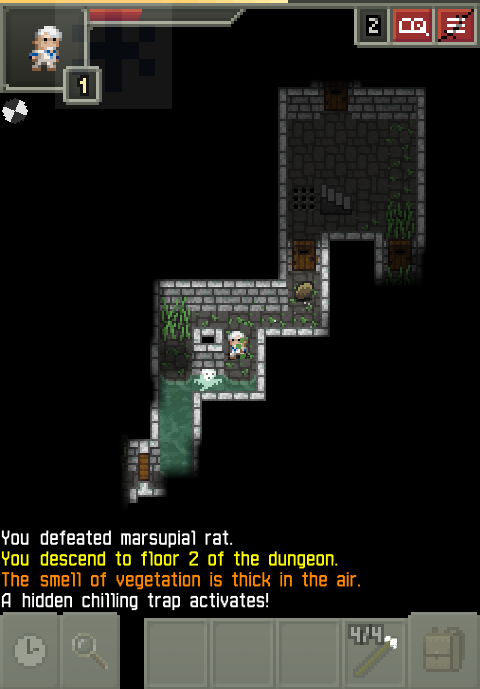 2
1
You defeated marsupial rat.
You descend to floor 2 of the dungeon.
The smell of vegetation is thick in the air.
A hidden chilling trap activates!
4/4